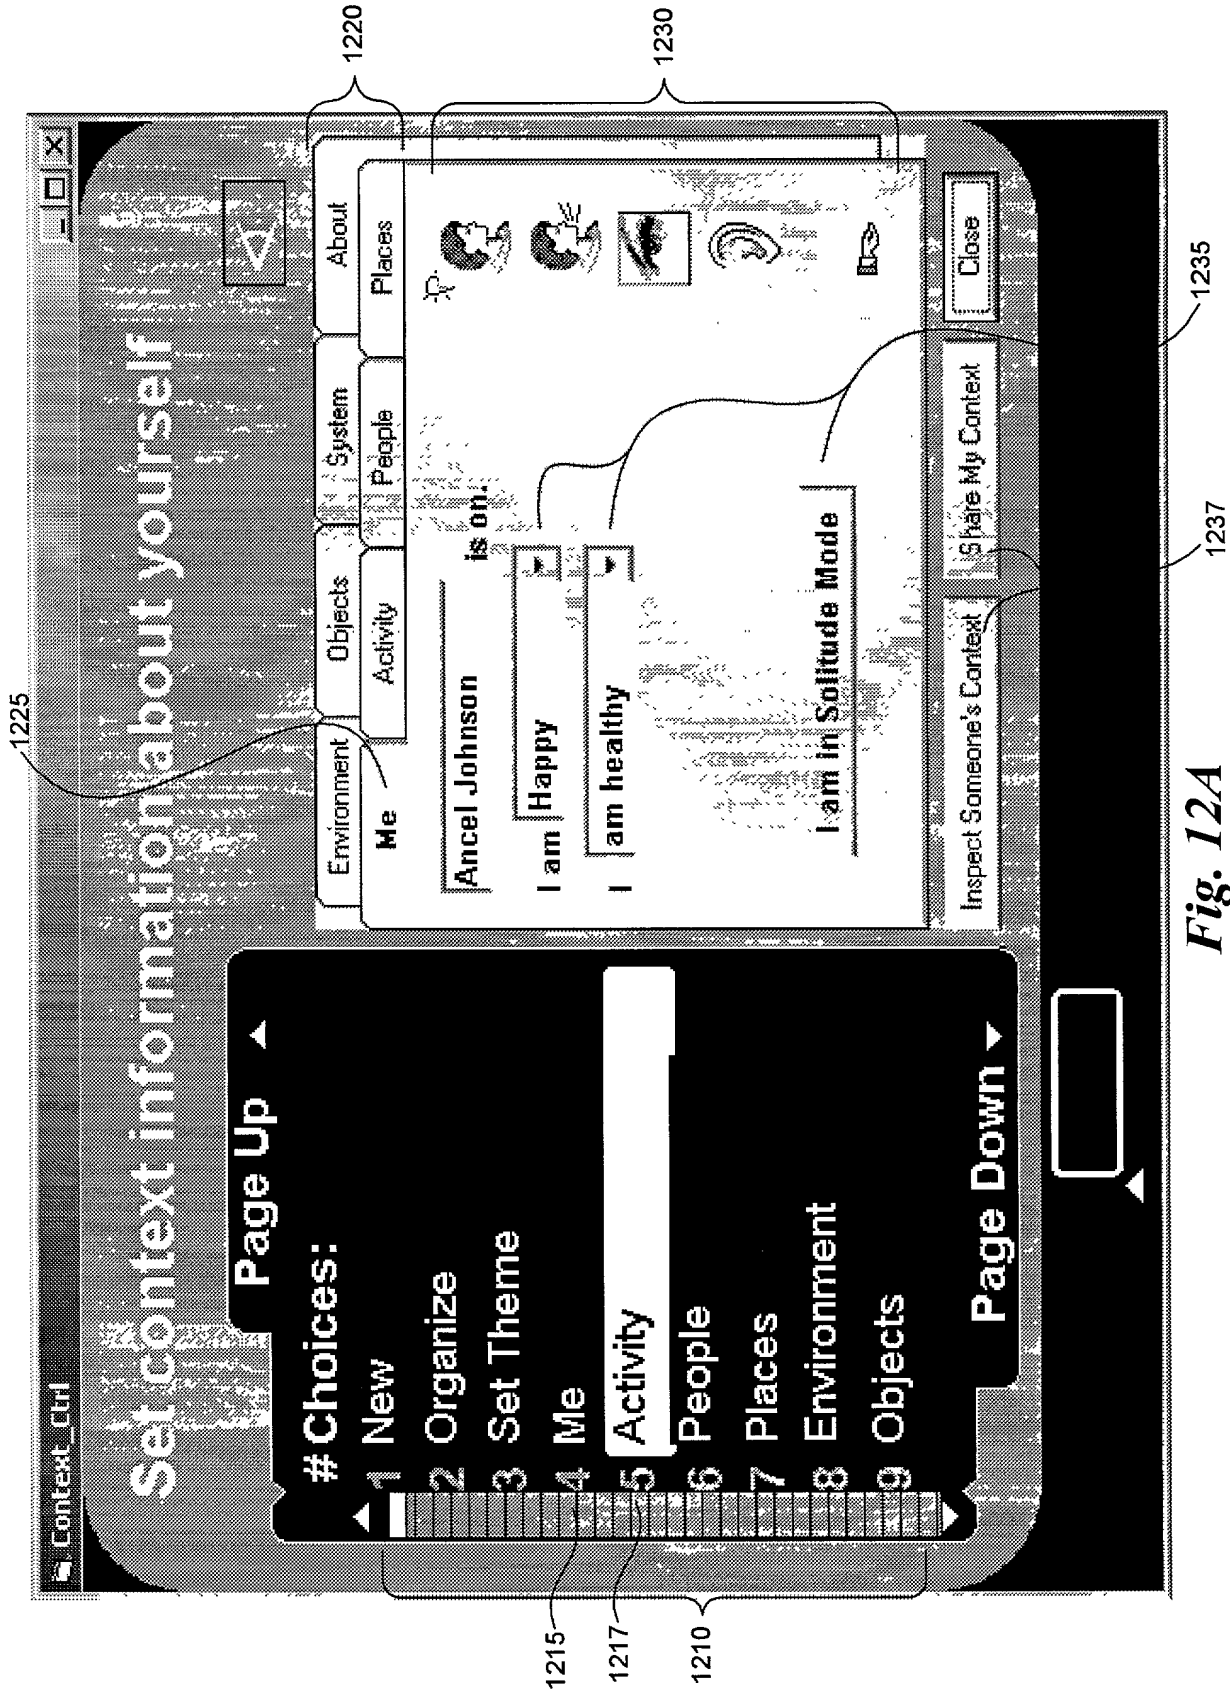 Context_Ctrl
Set context information about yourself
Page Up
# Choices:
1 New
2 Organize
3 Set Theme
4 Me
5 Activity
6 People
7 Places
8 Environment
9 Objects
Page Down
Environment Objects System About
Me Activity People Places
Ancel Johnson is on.
I am Happy
I am healthy
I am in Solitude Mode
Inspect Someone's Context Share My Context Close
1210
1215
1217
1220
1225
1230
1235
1237
Fig. 12A